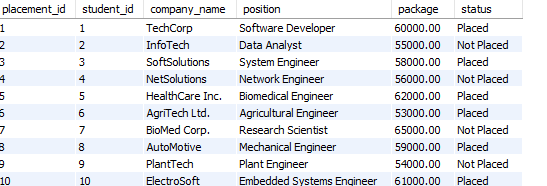 placement_id student_id company_name position package status
1 1 TechCorp Software Developer 60000.00 Placed
2 2 InfoTech Data Analyst 55000.00 Not Placed
3 3 SoftSolutions System Engineer 58000.00 Placed
4 4 NetSolutions Network Engineer 56000.00 Not Placed
5 5 HealthCare Inc. Biomedical Engineer 62000.00 Placed
6 6 AgriTech Ltd. Agricultural Engineer 53000.00 Placed
7 7 BioMed Corp. Research Scientist 65000.00 Not Placed
8 8 AutoMotive Mechanical Engineer 59000.00 Placed
9 9 PlantTech Plant Engineer 54000.00 Not Placed
10 10 ElectroSoft Embedded Systems Engineer 61000.00 Placed